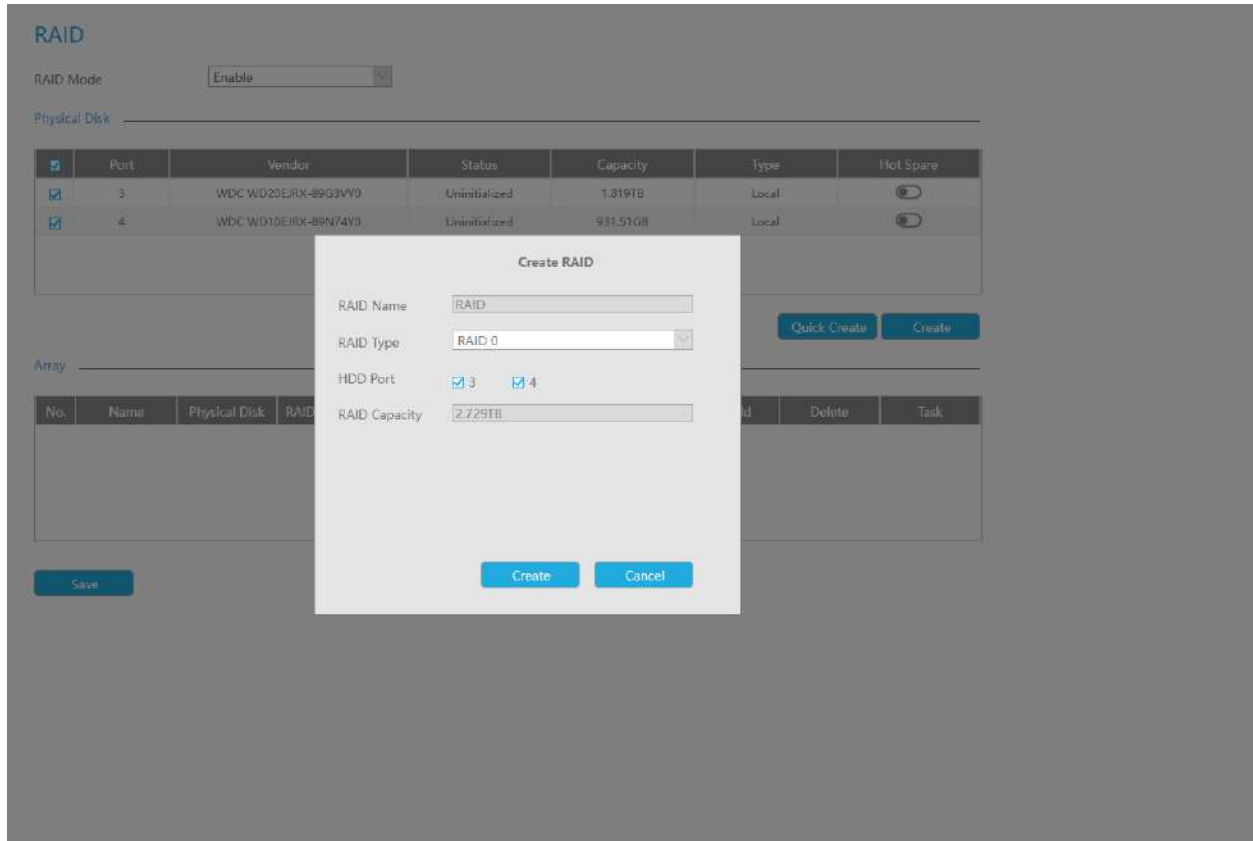 RAID
RAID Mode Enable
Physical Disk
Port Vendor Status Capacity Type Hot Spare
3 WDC WD20EJRX-89G3VY0 Uninitialized 1.819TB Local
4 WDC WD10EJRX-89N74Y0 Uninitialized 931.51GB Local
Create RAID
RAID Name RAID
RAID Type RAID 0
HDD Port 3 4
RAID Capacity 2.729TB
Create Cancel
Quick Create Create
Array
No. Name Physical Disk RAID ld Delete Task
Save